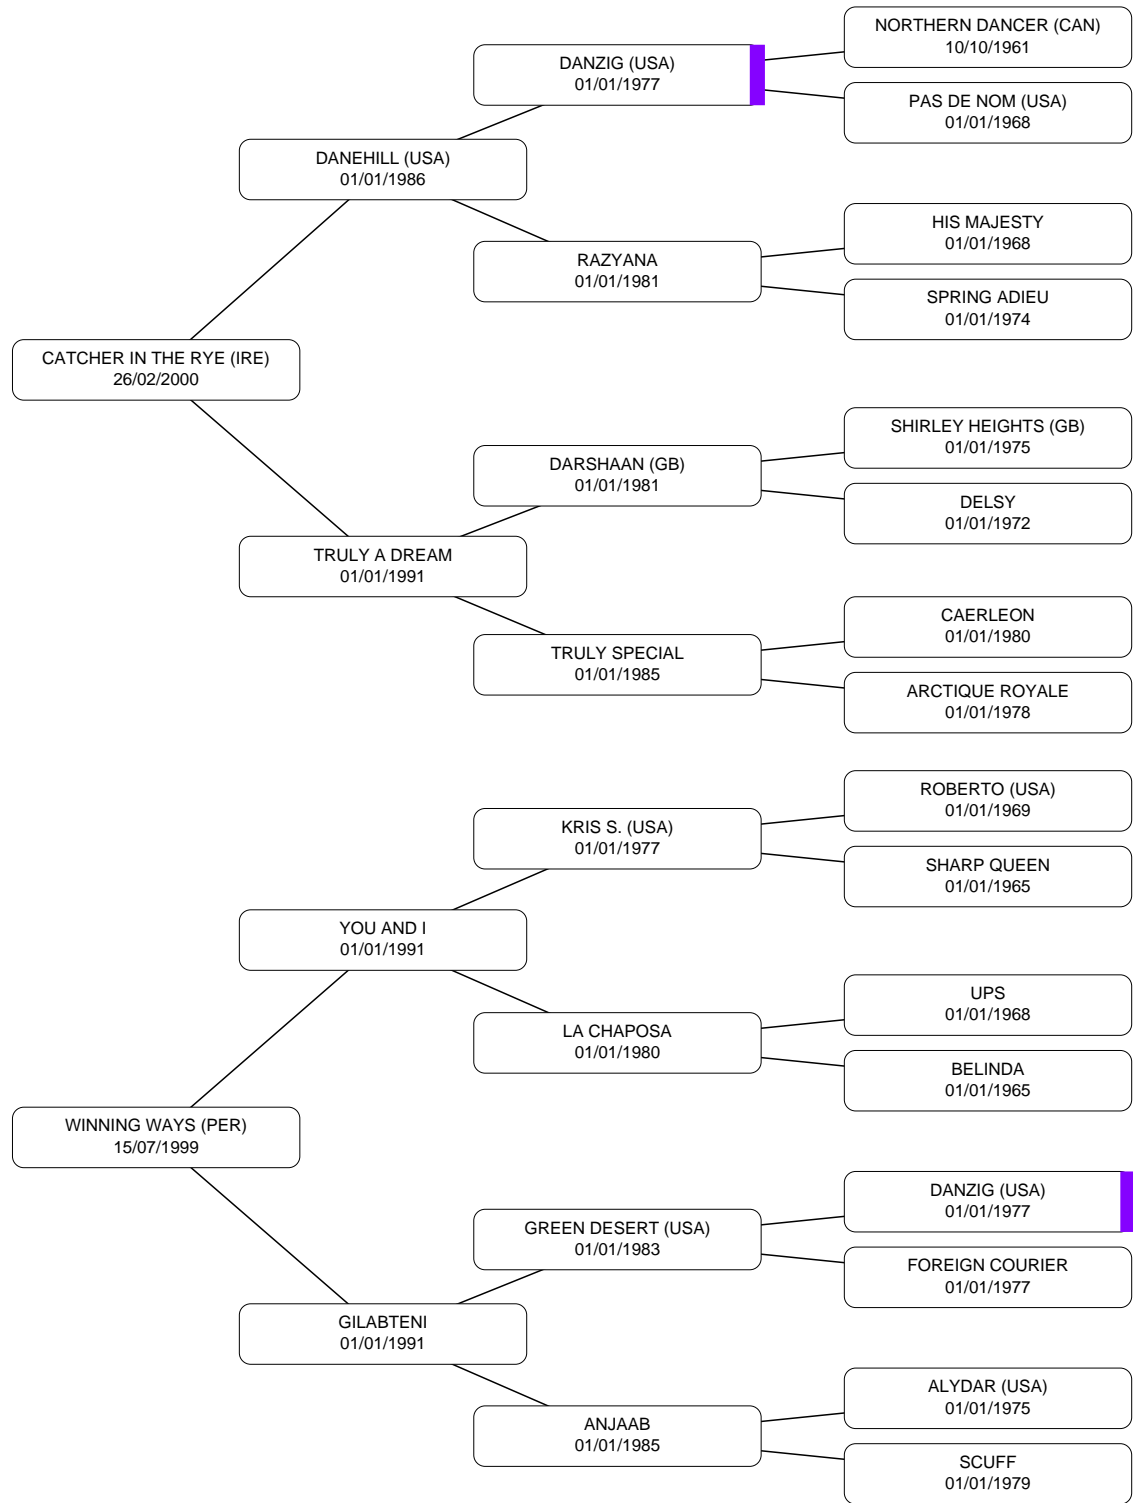 NORTHERN DANCER (CAN)
10/10/1961
DANZIG (USA)
01/01/1977
PAS DE NOM (USA)
01/01/1968
DANEHILL (USA)
01/01/1986
HIS MAJESTY
01/01/1968
RAZYANA
01/01/1981
SPRING ADIEU
01/01/1974
CATCHER IN THE RYE (IRE)
26/02/2000
SHIRLEY HEIGHTS (GB)
01/01/1975
DARSHAAN (GB)
01/01/1981
DELSY
01/01/1972
TRULY A DREAM
01/01/1991
CAERLEON
01/01/1980
TRULY SPECIAL
01/01/1985
ARCTIQUE ROYALE
01/01/1978
ROBERTO (USA)
01/01/1969
KRIS S. (USA)
01/01/1977
SHARP QUEEN
01/01/1965
YOU AND I
01/01/1991
UPS
01/01/1968
LA CHAPOSA
01/01/1980
BELINDA
01/01/1965
WINNING WAYS (PER)
15/07/1999
DANZIG (USA)
01/01/1977
GREEN DESERT (USA)
01/01/1983
FOREIGN COURIER
01/01/1977
GILABTENI
01/01/1991
ALYDAR (USA)
01/01/1975
ANJAAB
01/01/1985
SCUFF
01/01/1979